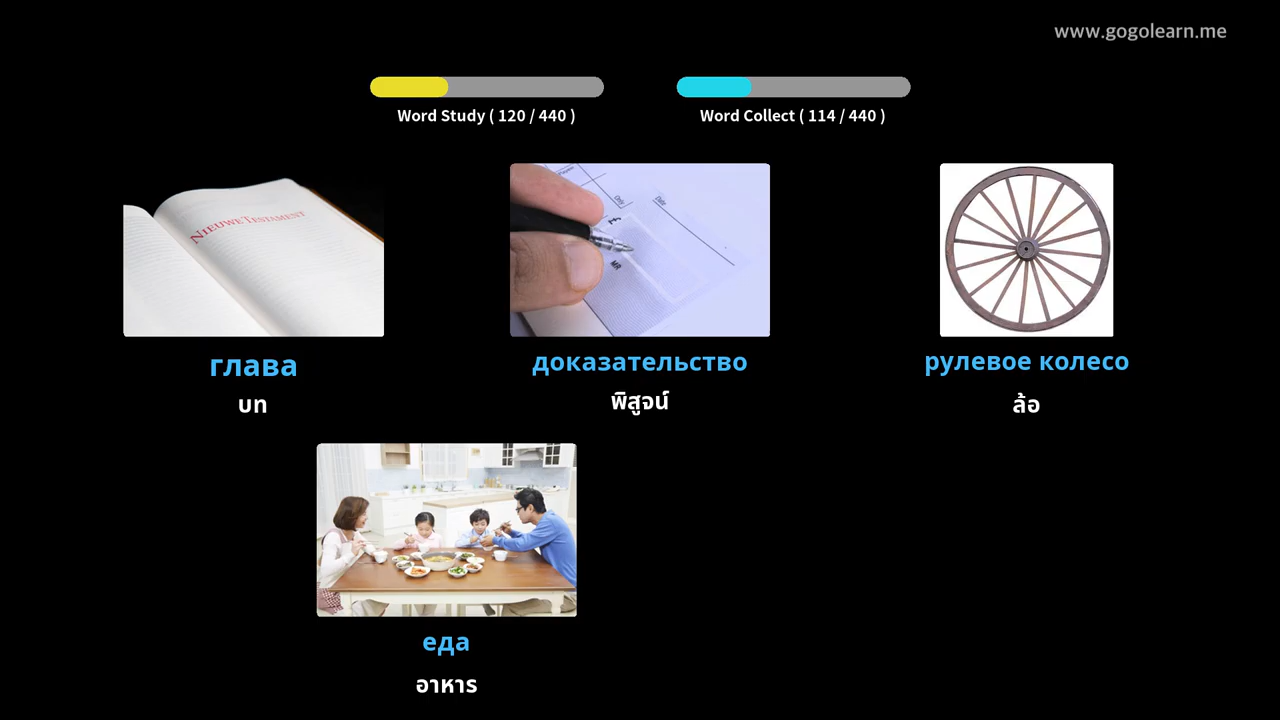 www.gogolearn.me
Word Study ( 120 / 440 )
Word Collect ( 114 / 440 )
NIEUWE TESTAMENT
глава
доказательство
рулевое колесо
บท
พิสูจน์
ล้อ
еда
อาหาร